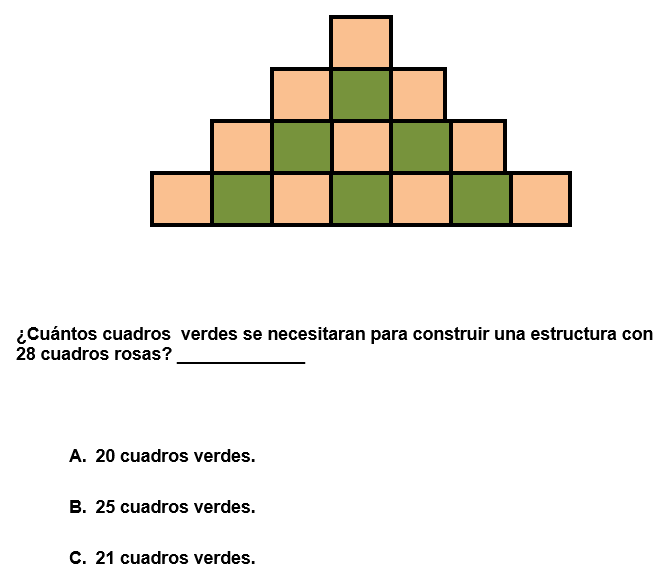 ¿Cuántos cuadros  verdes se necesitaran para construir una estructura con
28 cuadros rosas? _____________
A. 20 cuadros verdes.
B. 25 cuadros verdes.
C. 21 cuadros verdes.